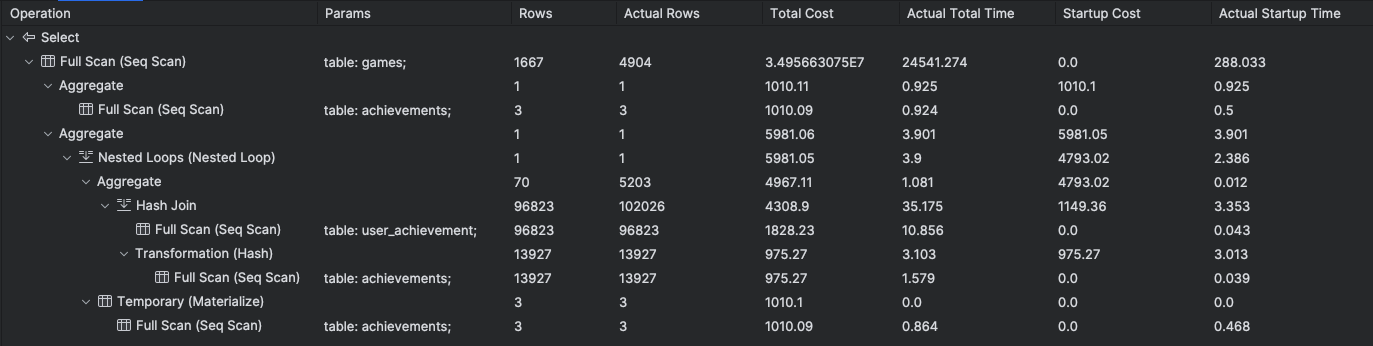 Operation Params Rows Actual Rows Total Cost Actual Total Time Startup Cost Actual Startup Time
Select
Full Scan (Seq Scan) table: games; 1667 4904 3.495663075E7 24541.274 0.0 288.033
Aggregate 1 1 1010.11 0.925 1010.1 0.925
Full Scan (Seq Scan) table: achievements; 3 3 1010.09 0.924 0.0 0.5
Aggregate 1 1 5981.06 3.901 5981.05 3.901
Nested Loops (Nested Loop) 1 1 5981.05 3.9 4793.02 2.386
Aggregate 70 5203 4967.11 1.081 4793.02 0.012
Hash Join 96823 102026 4308.9 35.175 1149.36 3.353
Full Scan (Seq Scan) table: user_achievement; 96823 96823 1828.23 10.856 0.0 0.043
Transformation (Hash) 13927 13927 975.27 3.103 975.27 3.013
Full Scan (Seq Scan) table: achievements; 13927 13927 975.27 1.579 0.0 0.039
Temporary (Materialize) 3 3 1010.1 0.0 0.0 0.0
Full Scan (Seq Scan) table: achievements; 3 3 1010.09 0.864 0.0 0.468